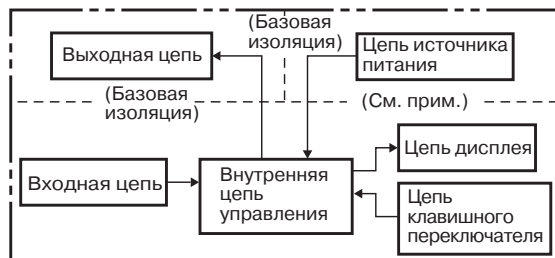 Выходная цепь
(Базовая
изоляция)
Цепь источника
питания
(Базовая
изоляция)
(См. прим.)
Входная цепь
Внутренняя
цепь
управления
Цепь дисплея
Цепь
клавишного
переключателя